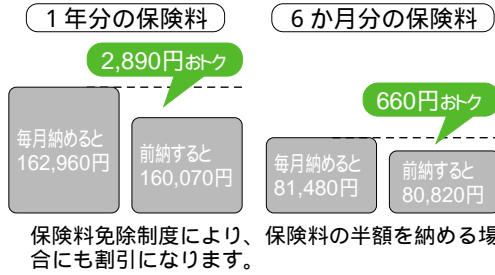 1年分の保険料
2,890円おトク
毎月納めると
162,960円
前納すると
160,070円
6か月分の保険料
660円おトク
毎月納めると
81,480円
前納すると
80,820円
保険料免除制度により、保険料の半額を納める場
合にも割引になります。